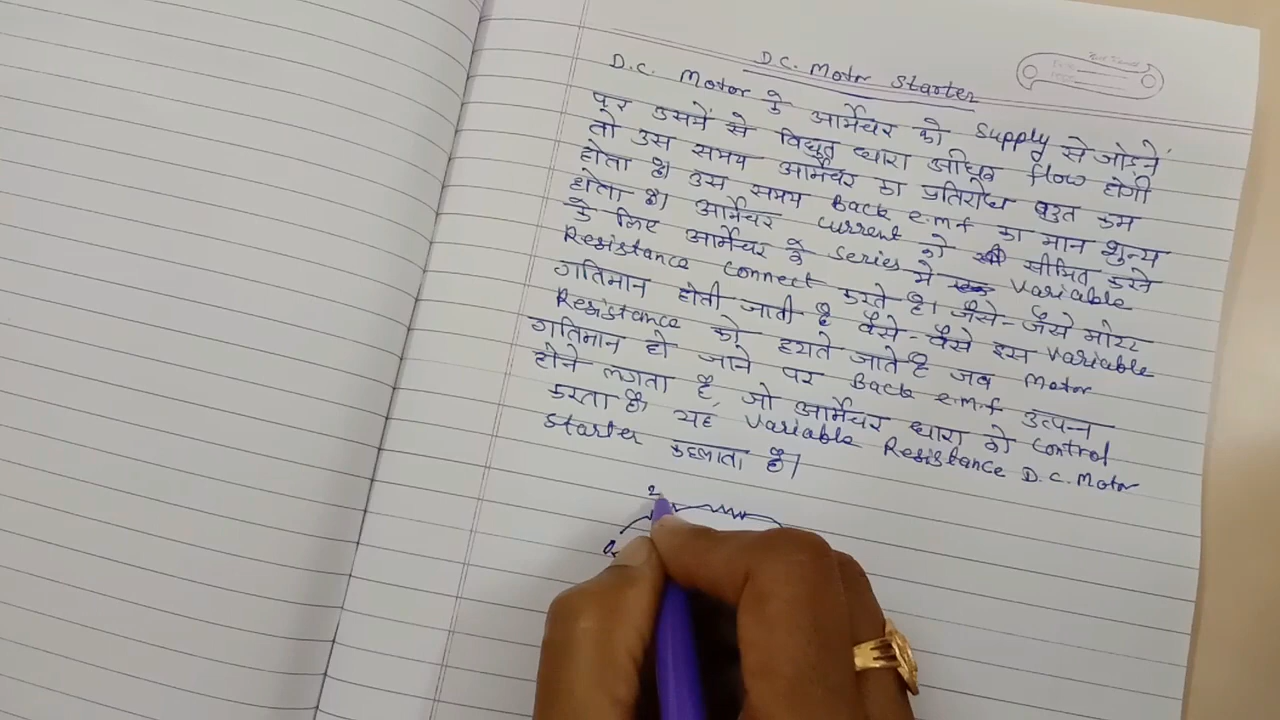 D.C. Motor Starter
D.C. Motor के आर्मेचर को Supply से जोड़ने
पर उसमें से विद्युत धारा अधिक flow होगी
तो उस समय आर्मेचर का प्रतिरोध बहुत कम
होता है। उस समय Back e.m.f का मान शुन्य
होता है। आर्मेचर current को सीमित करने
के लिए आर्मेचर के series में Variable
Resistance connect करते है। जैसे-जैसे मोटर
गतिमान होती जाती है वैसे-वैसे इस Variable
Resistance को हटाते जाते है जब Motor
गतिमान हो जाने पर Back e.m.f उत्पन्न
होने लगता है, जो आर्मेचर धारा को control
करता है, यह Variable Resistance D.C. Motor
Starter कहलाता है।
2